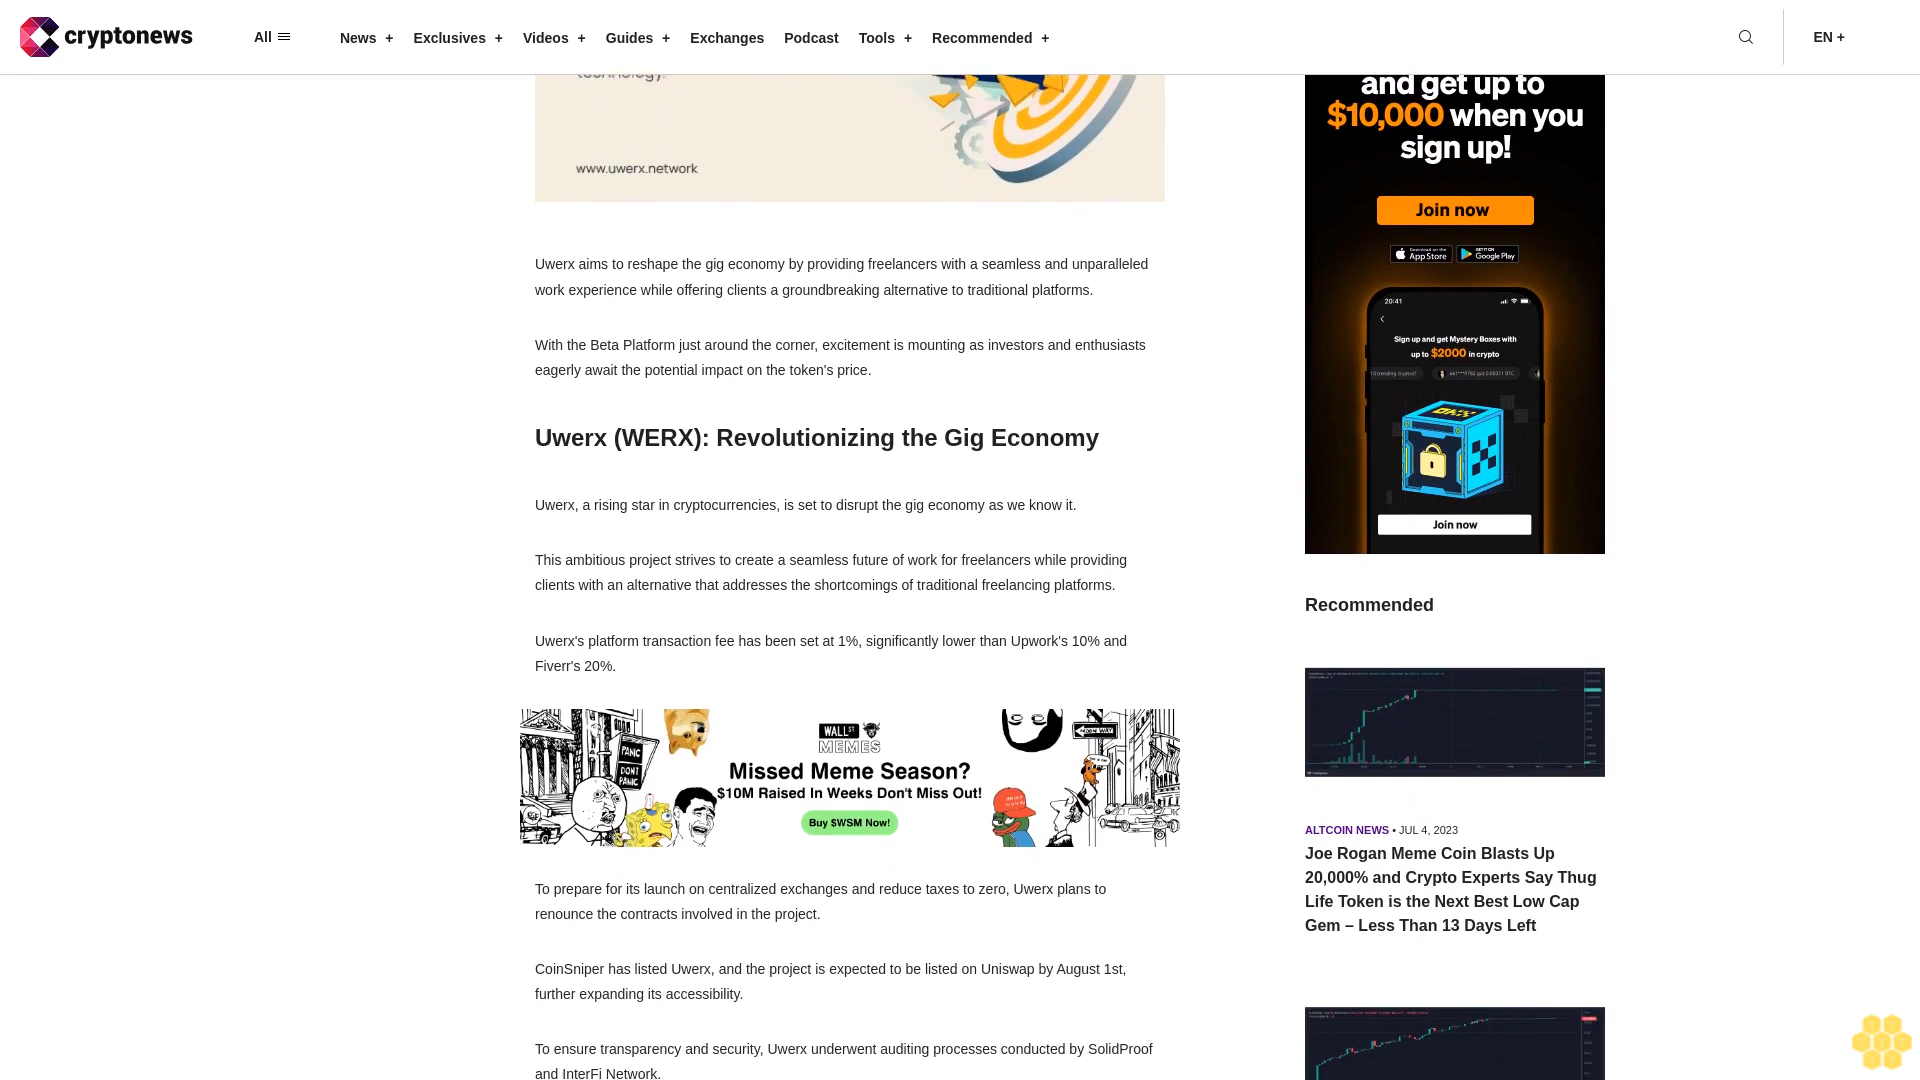 cryptonews
All
News +
Exclusives +
Videos +
Guides +
Exchanges
Podcast
Tools +
Recommended +
EN +
technology.
www.uwerx.network
Uwerx aims to reshape the gig economy by providing freelancers with a seamless and unparalleled
work experience while offering clients a groundbreaking alternative to traditional platforms.
With the Beta Platform just around the corner, excitement is mounting as investors and enthusiasts
eagerly await the potential impact on the token's price.
Uwerx (WERX): Revolutionizing the Gig Economy
Uwerx, a rising star in cryptocurrencies, is set to disrupt the gig economy as we know it.
This ambitious project strives to create a seamless future of work for freelancers while providing
clients with an alternative that addresses the shortcomings of traditional freelancing platforms.
Uwerx's platform transaction fee has been set at 1%, significantly lower than Upwork's 10% and
Fiverr's 20%.
PANIC
DONT
PANIC
WALL ST
MEMES
Missed Meme Season?
$10M Raised In Weeks Don't Miss Out!
Buy $WSM Now!
To prepare for its launch on centralized exchanges and reduce taxes to zero, Uwerx plans to
renounce the contracts involved in the project.
CoinSniper has listed Uwerx, and the project is expected to be listed on Uniswap by August 1st,
further expanding its accessibility.
To ensure transparency and security, Uwerx underwent auditing processes conducted by SolidProof
and InterFi Network.
and get up to
$10,000 when you
sign up!
Join now
Download on the
App Store
GET IT ON
Google Play
20:41
Sign up and get Mystery Boxes with
up to $2000 in crypto
OKX
Join now
Recommended
ALTCOIN NEWS • JUL 4, 2023
Joe Rogan Meme Coin Blasts Up
20,000% and Crypto Experts Say Thug
Life Token is the Next Best Low Cap
Gem – Less Than 13 Days Left